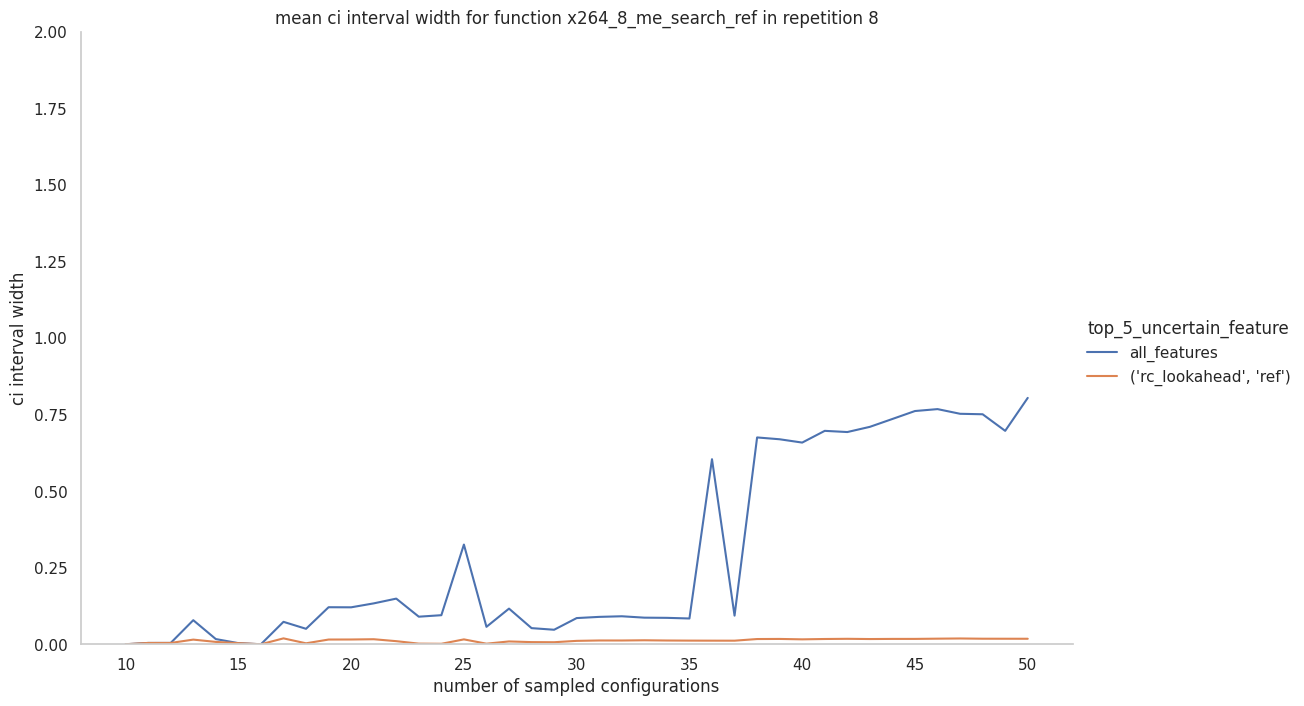 mean ci interval width for function x264_8_me_search_ref in repetition 8
2.00
1.75
1.50
1.25
1.00
0.75
0.50
0.25
0.00
ci interval width
10 15 20 25 30 35 40 45 50
number of sampled configurations
top_5_uncertain_feature
all_features
('rc_lookahead', 'ref')